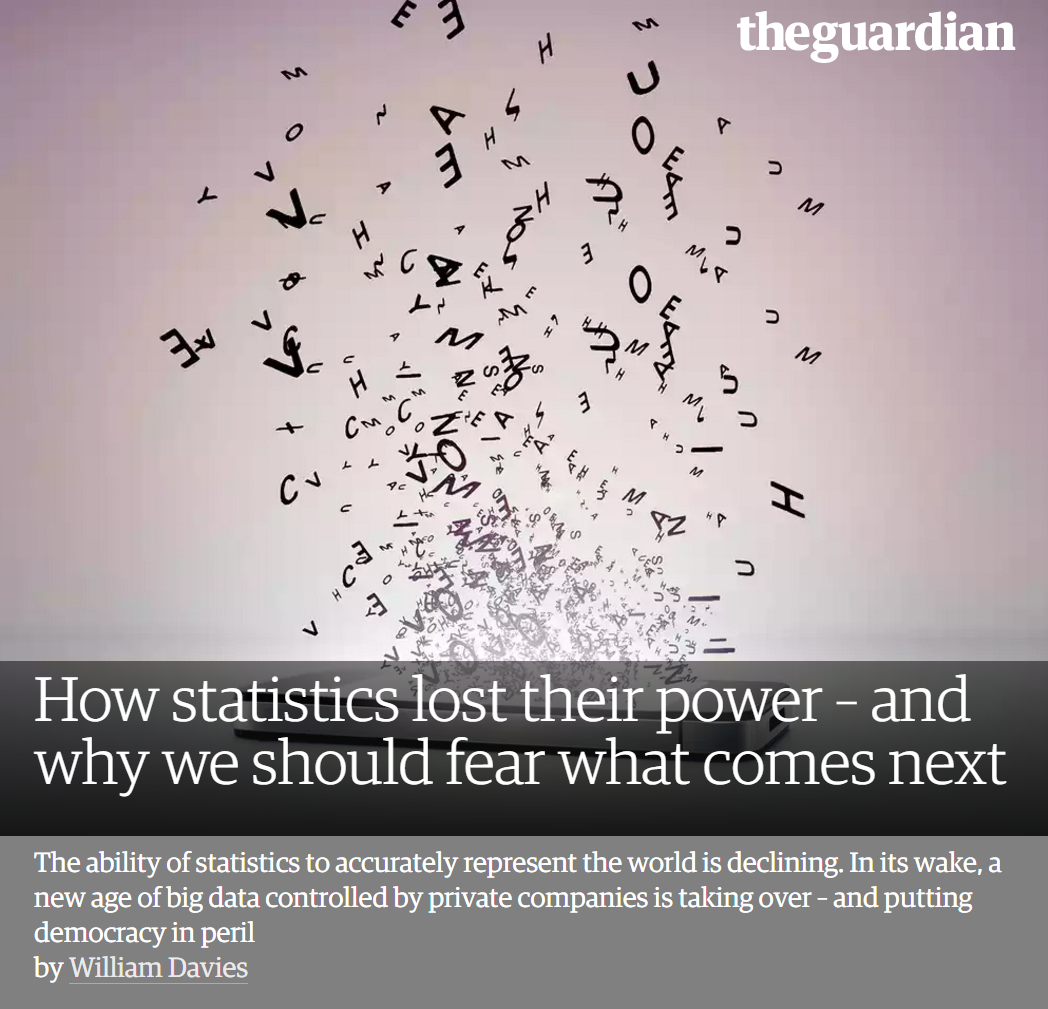 theguardian
How statistics lost their power – and
why we should fear what comes next
The ability of statistics to accurately represent the world is declining. In its wake, a
new age of big data controlled by private companies is taking over – and putting
democracy in peril
by William Davies